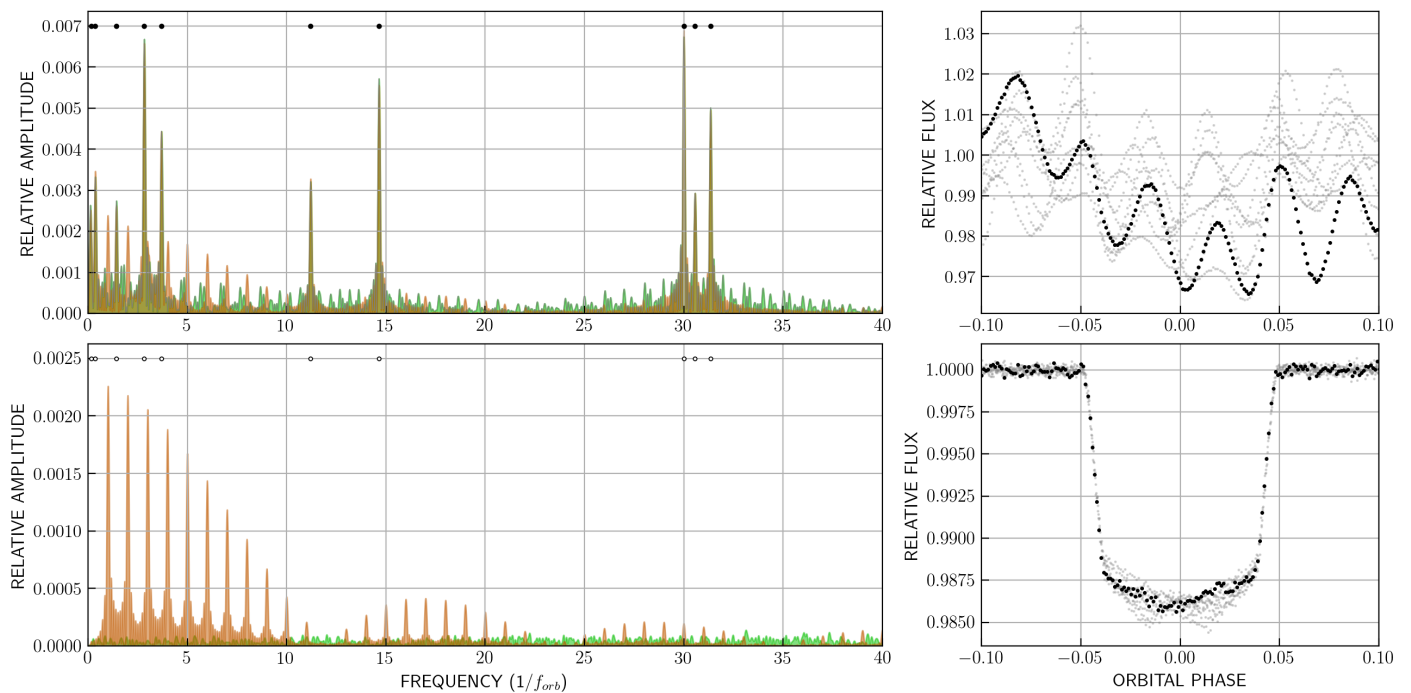 RELATIVE AMPLITUDE
0.007
0.006
0.005
0.004
0.003
0.002
0.001
0.000
0 5 10 15 20 25 30 35 40
RELATIVE FLUX
1.03
1.02
1.01
1.00
0.99
0.98
0.97
−0.10 −0.05 0.00 0.05 0.10
RELATIVE AMPLITUDE
0.0025
0.0020
0.0015
0.0010
0.0005
0.0000
0 5 10 15 20 25 30 35 40
FREQUENCY (1/f_orb)
RELATIVE FLUX
1.0000
0.9975
0.9950
0.9925
0.9900
0.9875
0.9850
−0.10 −0.05 0.00 0.05 0.10
ORBITAL PHASE